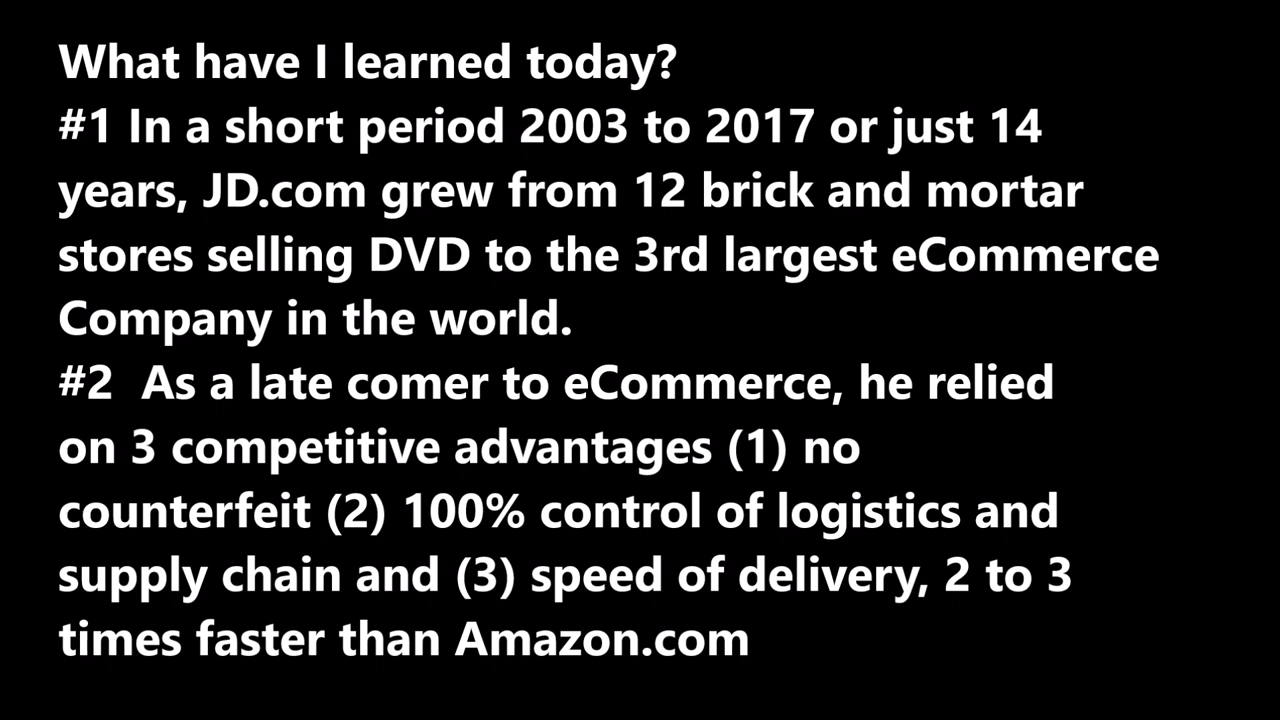 What have I learned today?
#1 In a short period 2003 to 2017 or just 14
years, JD.com grew from 12 brick and mortar
stores selling DVD to the 3rd largest eCommerce
Company in the world.
#2  As a late comer to eCommerce, he relied
on 3 competitive advantages (1) no
counterfeit (2) 100% control of logistics and
supply chain and (3) speed of delivery, 2 to 3
times faster than Amazon.com